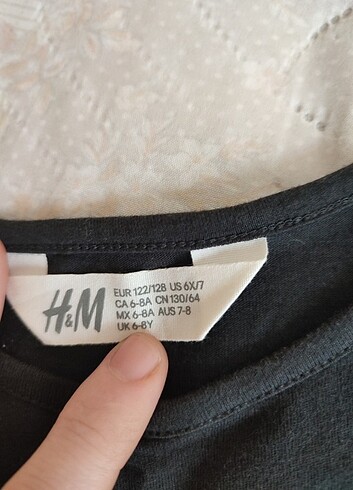 H&M
EUR 122/128 US 6X/7
CA 6-8A CN 130/64
MX 6-8A AUS 7-8
UK 6-8Y